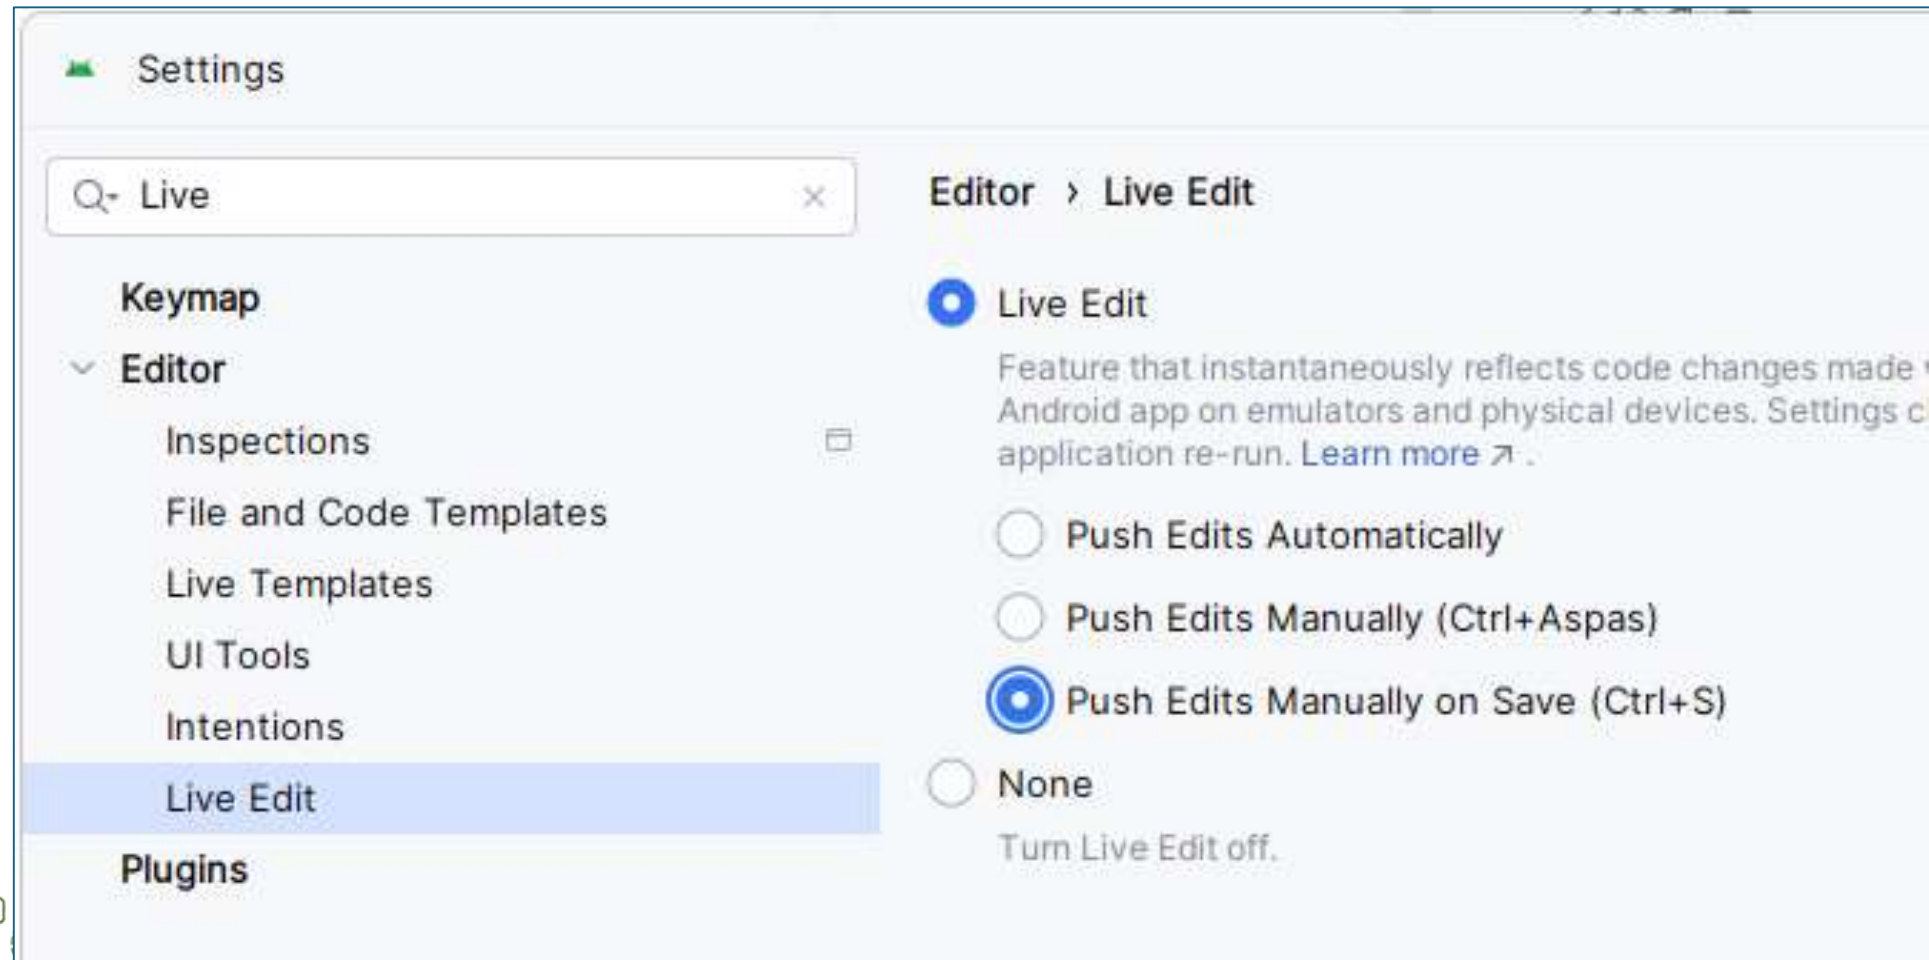 Settings
Live
Keymap
Editor
Inspections
File and Code Templates
Live Templates
UI Tools
Intentions
Live Edit
Plugins
Editor › Live Edit
Live Edit
Feature that instantaneously reflects code changes made
Android app on emulators and physical devices. Settings
application re-run. Learn more ↗ .
Push Edits Automatically
Push Edits Manually (Ctrl+Aspas)
Push Edits Manually on Save (Ctrl+S)
None
Turn Live Edit off.